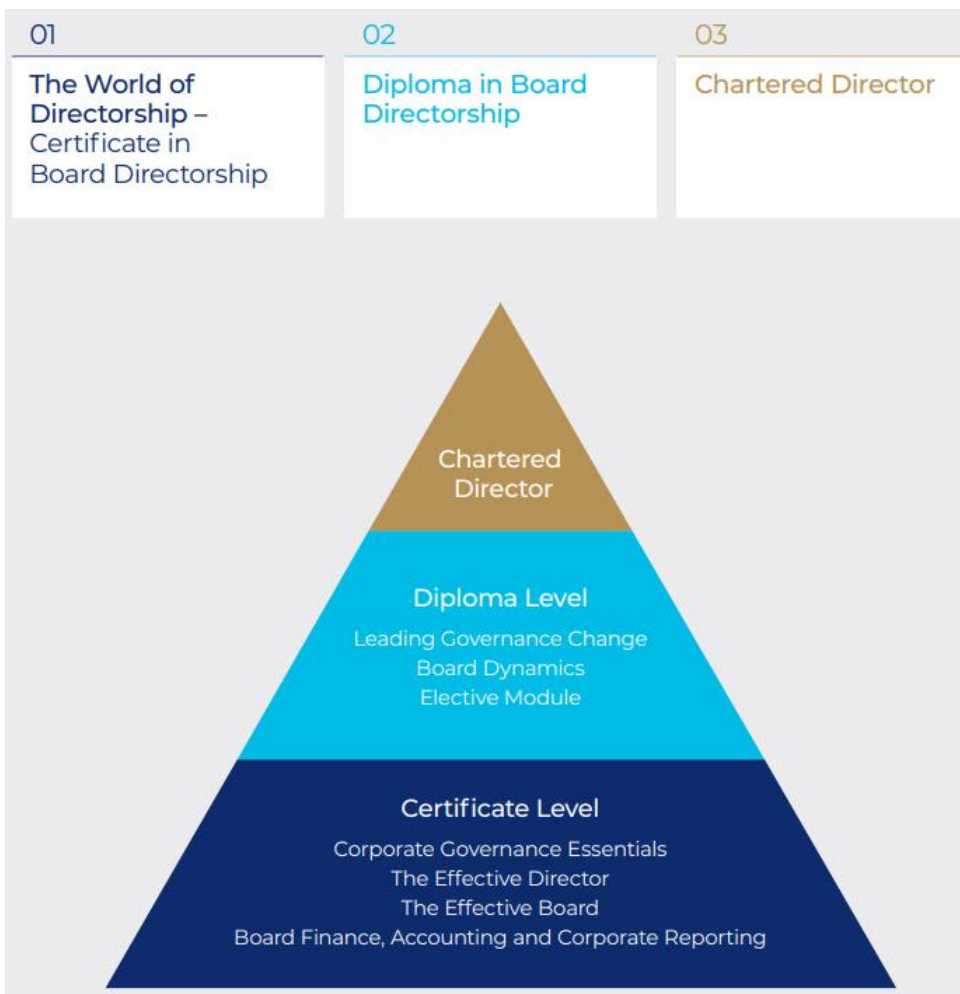 01
The World of
Directorship –
Certificate in
Board Directorship
02
Diploma in Board
Directorship
03
Chartered Director
Chartered
Director
Diploma Level
Leading Governance Change
Board Dynamics
Elective Module
Certificate Level
Corporate Governance Essentials
The Effective Director
The Effective Board
Board Finance, Accounting and Corporate Reporting